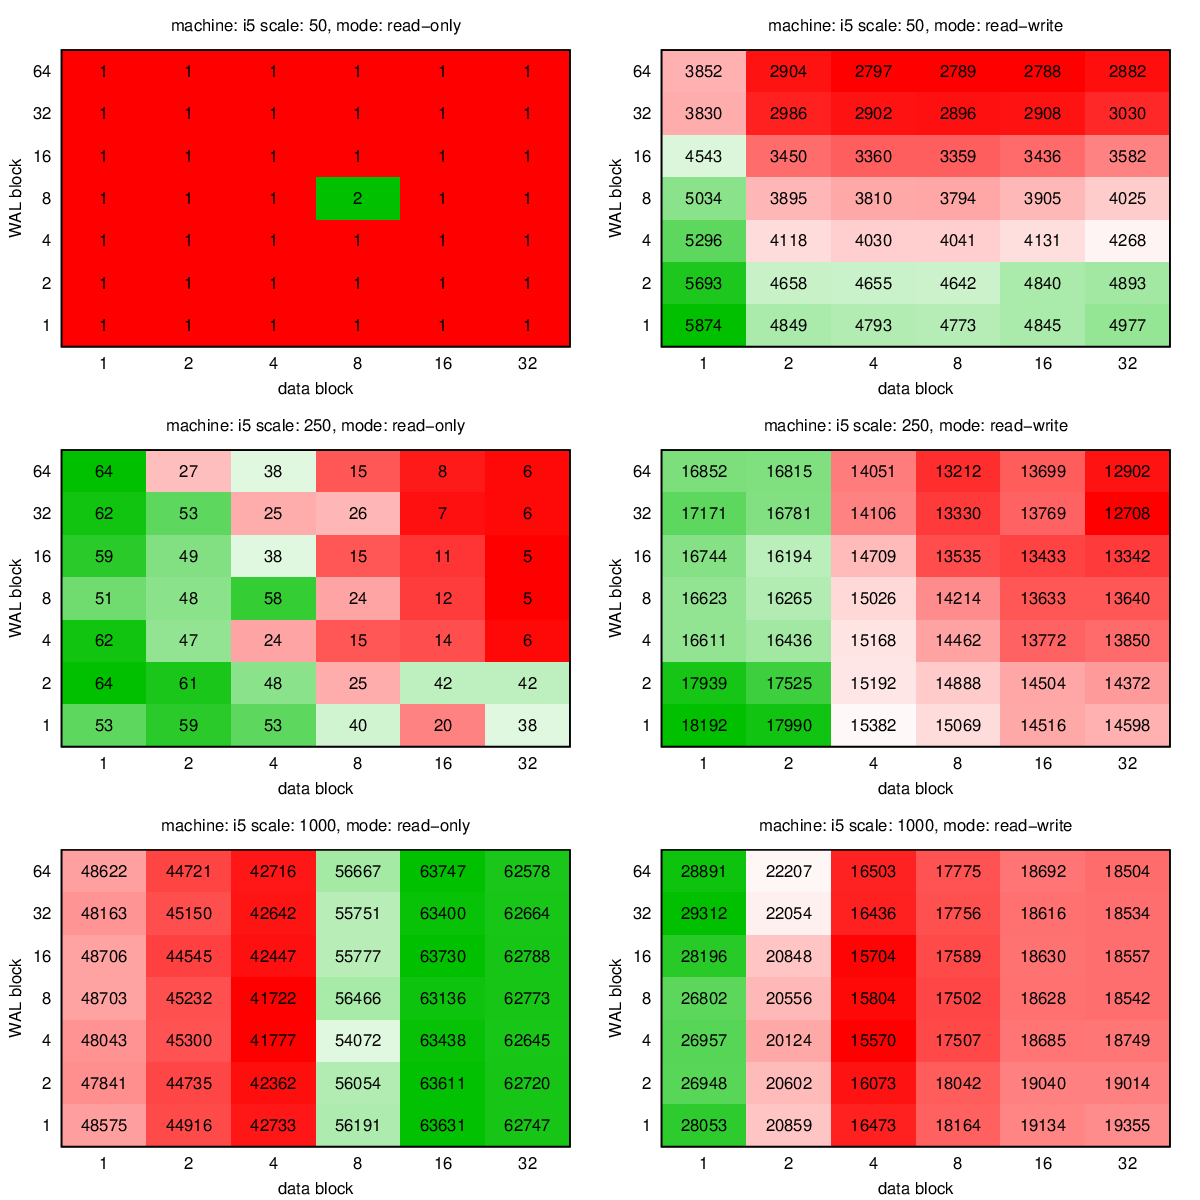 machine: i5 scale: 50, mode: read−only
WAL block
64 1 1 1 1 1 1
32 1 1 1 1 1 1
16 1 1 1 1 1 1
8 1 1 1 2 1 1
4 1 1 1 1 1 1
2 1 1 1 1 1 1
1 1 1 1 1 1 1
1 2 4 8 16 32
data block
machine: i5 scale: 50, mode: read−write
WAL block
64 3852 2904 2797 2789 2788 2882
32 3830 2986 2902 2896 2908 3030
16 4543 3450 3360 3359 3436 3582
8 5034 3895 3810 3794 3905 4025
4 5296 4118 4030 4041 4131 4268
2 5693 4658 4655 4642 4840 4893
1 5874 4849 4793 4773 4845 4977
1 2 4 8 16 32
data block
machine: i5 scale: 250, mode: read−only
WAL block
64 64 27 38 15 8 6
32 62 53 25 26 7 6
16 59 49 38 15 11 5
8 51 48 58 24 12 5
4 62 47 24 15 14 6
2 64 61 48 25 42 42
1 53 59 53 40 20 38
1 2 4 8 16 32
data block
machine: i5 scale: 250, mode: read−write
WAL block
64 16852 16815 14051 13212 13699 12902
32 17171 16781 14106 13330 13769 12708
16 16744 16194 14709 13535 13433 13342
8 16623 16265 15026 14214 13633 13640
4 16611 16436 15168 14462 13772 13850
2 17939 17525 15192 14888 14504 14372
1 18192 17990 15382 15069 14516 14598
1 2 4 8 16 32
data block
machine: i5 scale: 1000, mode: read−only
WAL block
64 48622 44721 42716 56667 63747 62578
32 48163 45150 42642 55751 63400 62664
16 48706 44545 42447 55777 63730 62788
8 48703 45232 41722 56466 63136 62773
4 48043 45300 41777 54072 63438 62645
2 47841 44735 42362 56054 63611 62720
1 48575 44916 42733 56191 63631 62747
1 2 4 8 16 32
data block
machine: i5 scale: 1000, mode: read−write
WAL block
64 28891 22207 16503 17775 18692 18504
32 29312 22054 16436 17756 18616 18534
16 28196 20848 15704 17589 18630 18557
8 26802 20556 15804 17502 18628 18542
4 26957 20124 15570 17507 18685 18749
2 26948 20602 16073 18042 19040 19014
1 28053 20859 16473 18164 19134 19355
1 2 4 8 16 32
data block